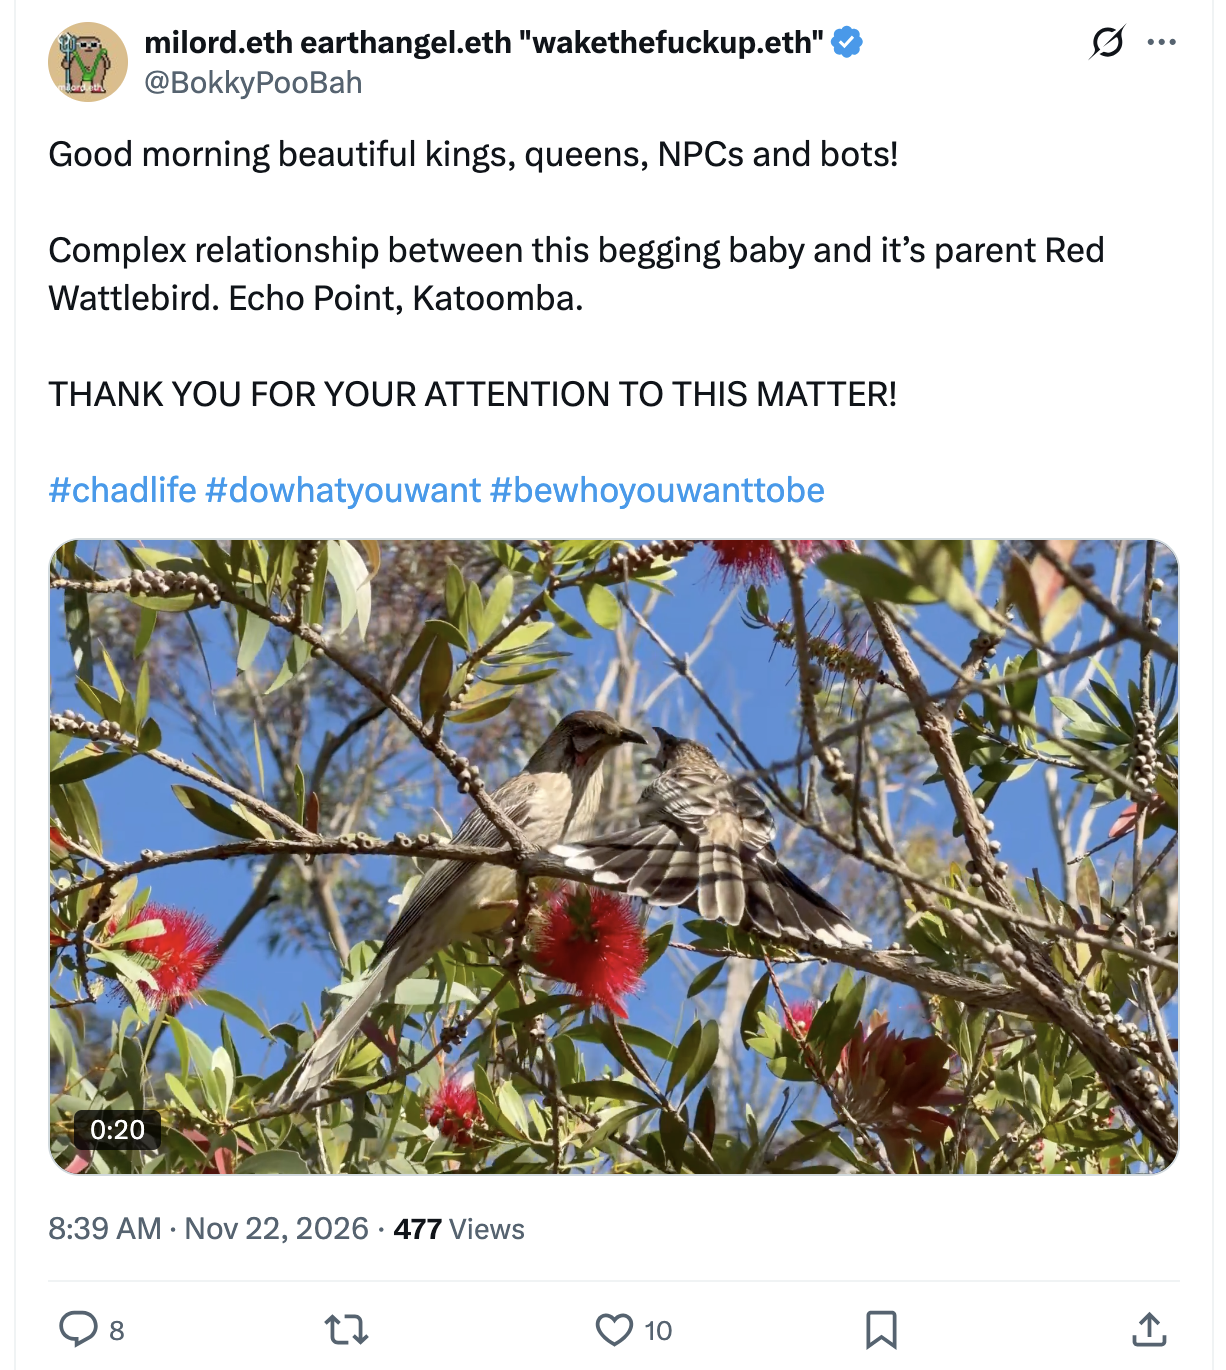 milord.eth earthangel.eth "wakethefuckup.eth"
@BokkyPooBah
Good morning beautiful kings, queens, NPCs and bots!
Complex relationship between this begging baby and it’s parent Red
Wattlebird. Echo Point, Katoomba.
THANK YOU FOR YOUR ATTENTION TO THIS MATTER!
#chadlife #dowhatyouwant #bewhoyouwanttobe
0:20
8:39 AM · Nov 22, 2026 · 477 Views
8
10